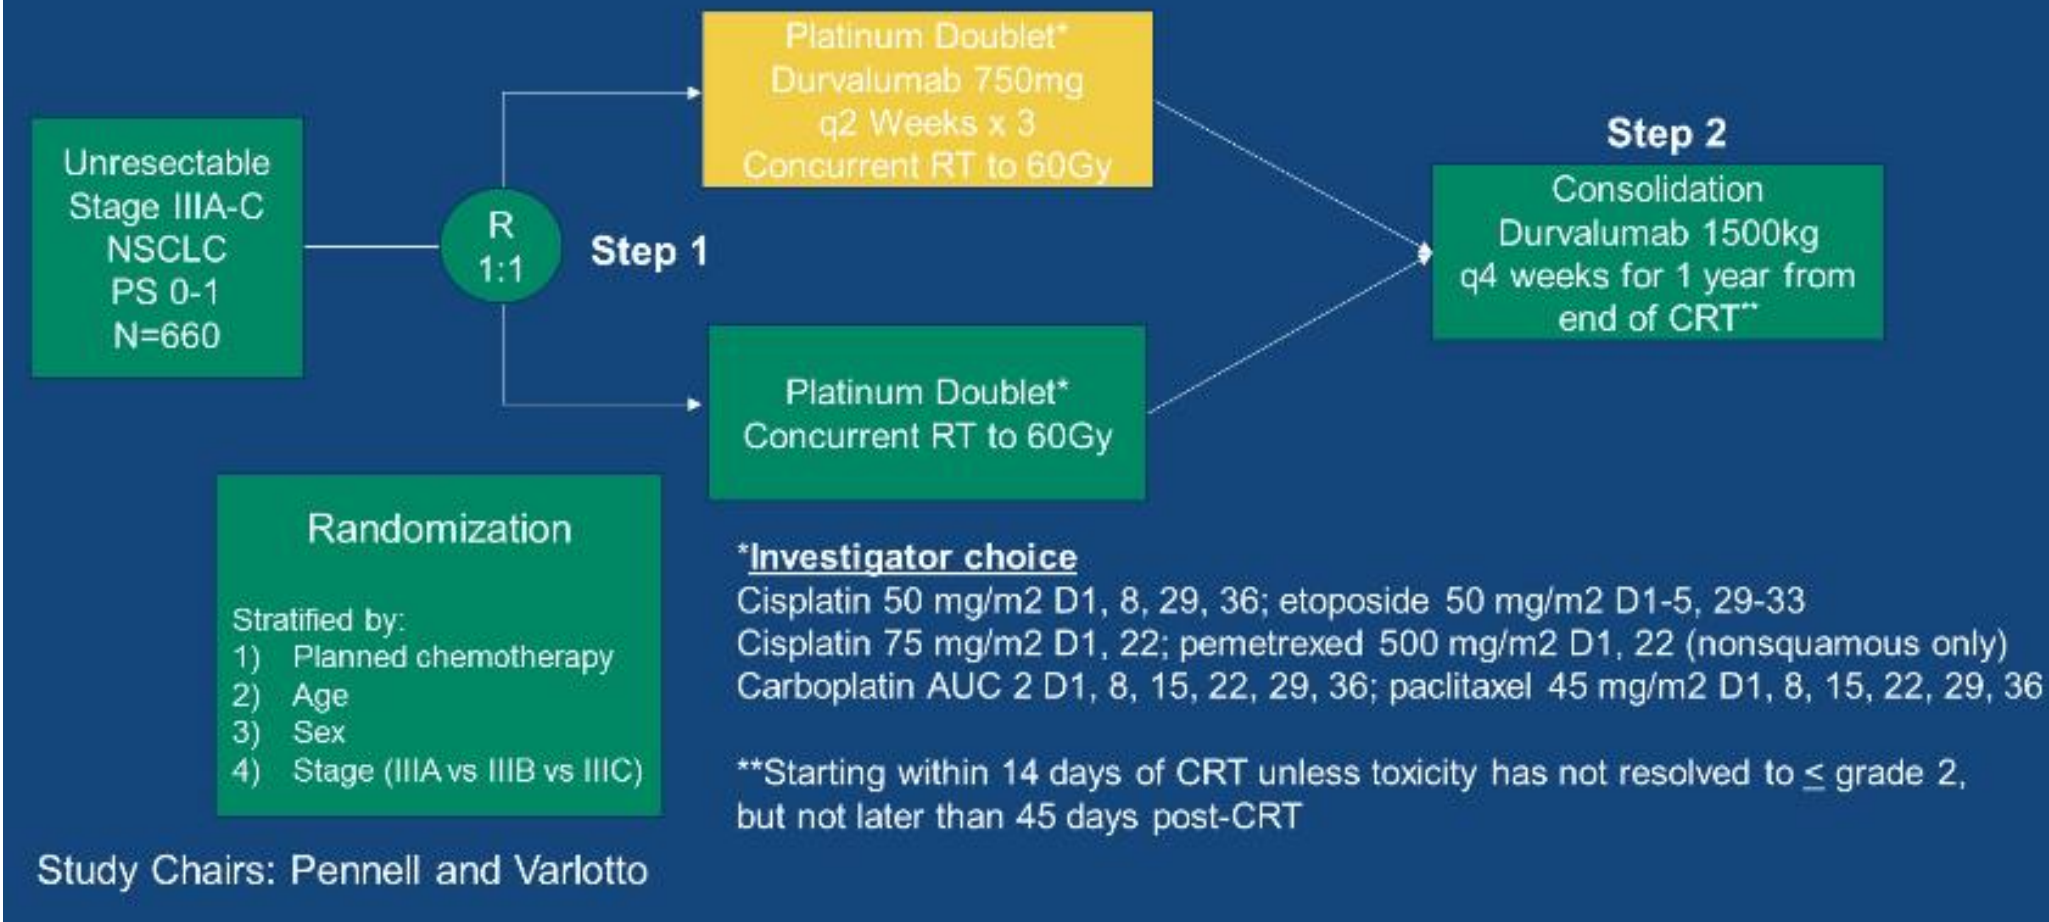 Unresectable
Stage IIIA-C
NSCLC
PS 0-1
N=660
R
1:1
Step 1
Platinum Doublet*
Durvalumab 750mg
q2 Weeks x 3
Concurrent RT to 60Gy
Platinum Doublet*
Concurrent RT to 60Gy
Step 2
Consolidation
Durvalumab 1500kg
q4 weeks for 1 year from
end of CRT**
Randomization
Stratified by:
1) Planned chemotherapy
2) Age
3) Sex
4) Stage (IIIA vs IIIB vs IIIC)
*Investigator choice
Cisplatin 50 mg/m2 D1, 8, 29, 36; etoposide 50 mg/m2 D1-5, 29-33
Cisplatin 75 mg/m2 D1, 22; pemetrexed 500 mg/m2 D1, 22 (nonsquamous only)
Carboplatin AUC 2 D1, 8, 15, 22, 29, 36; paclitaxel 45 mg/m2 D1, 8, 15, 22, 29, 36
**Starting within 14 days of CRT unless toxicity has not resolved to ≤ grade 2,
but not later than 45 days post-CRT
Study Chairs: Pennell and Varlotto